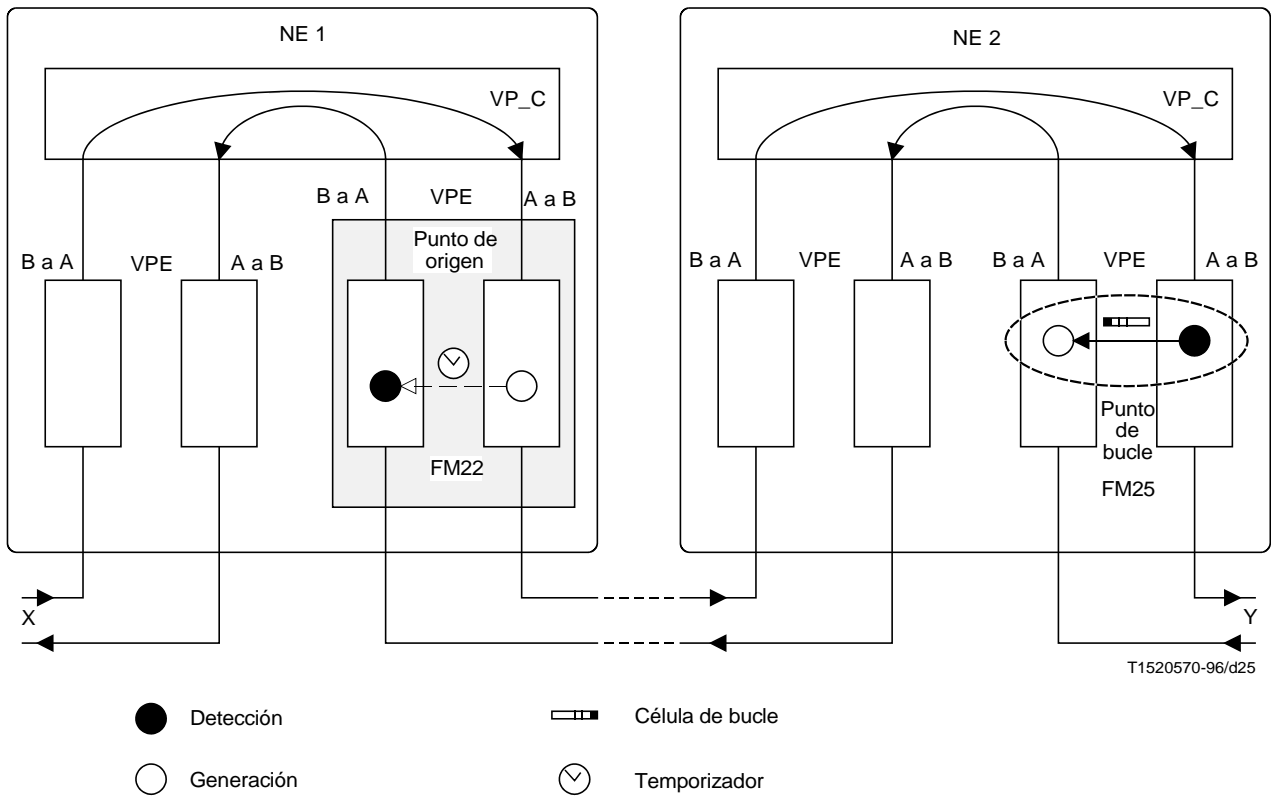 NE 1
NE 2
VP_C
VP_C
B a A
VPE
A a B
Punto de
origen
B a A
VPE
A a B
B a A
VPE
A a B
B a A
VPE
A a B
Punto
de
bucle
FM22
FM25
X
Y
T1520570-96/d25
Detección
Célula de bucle
Generación
Temporizador